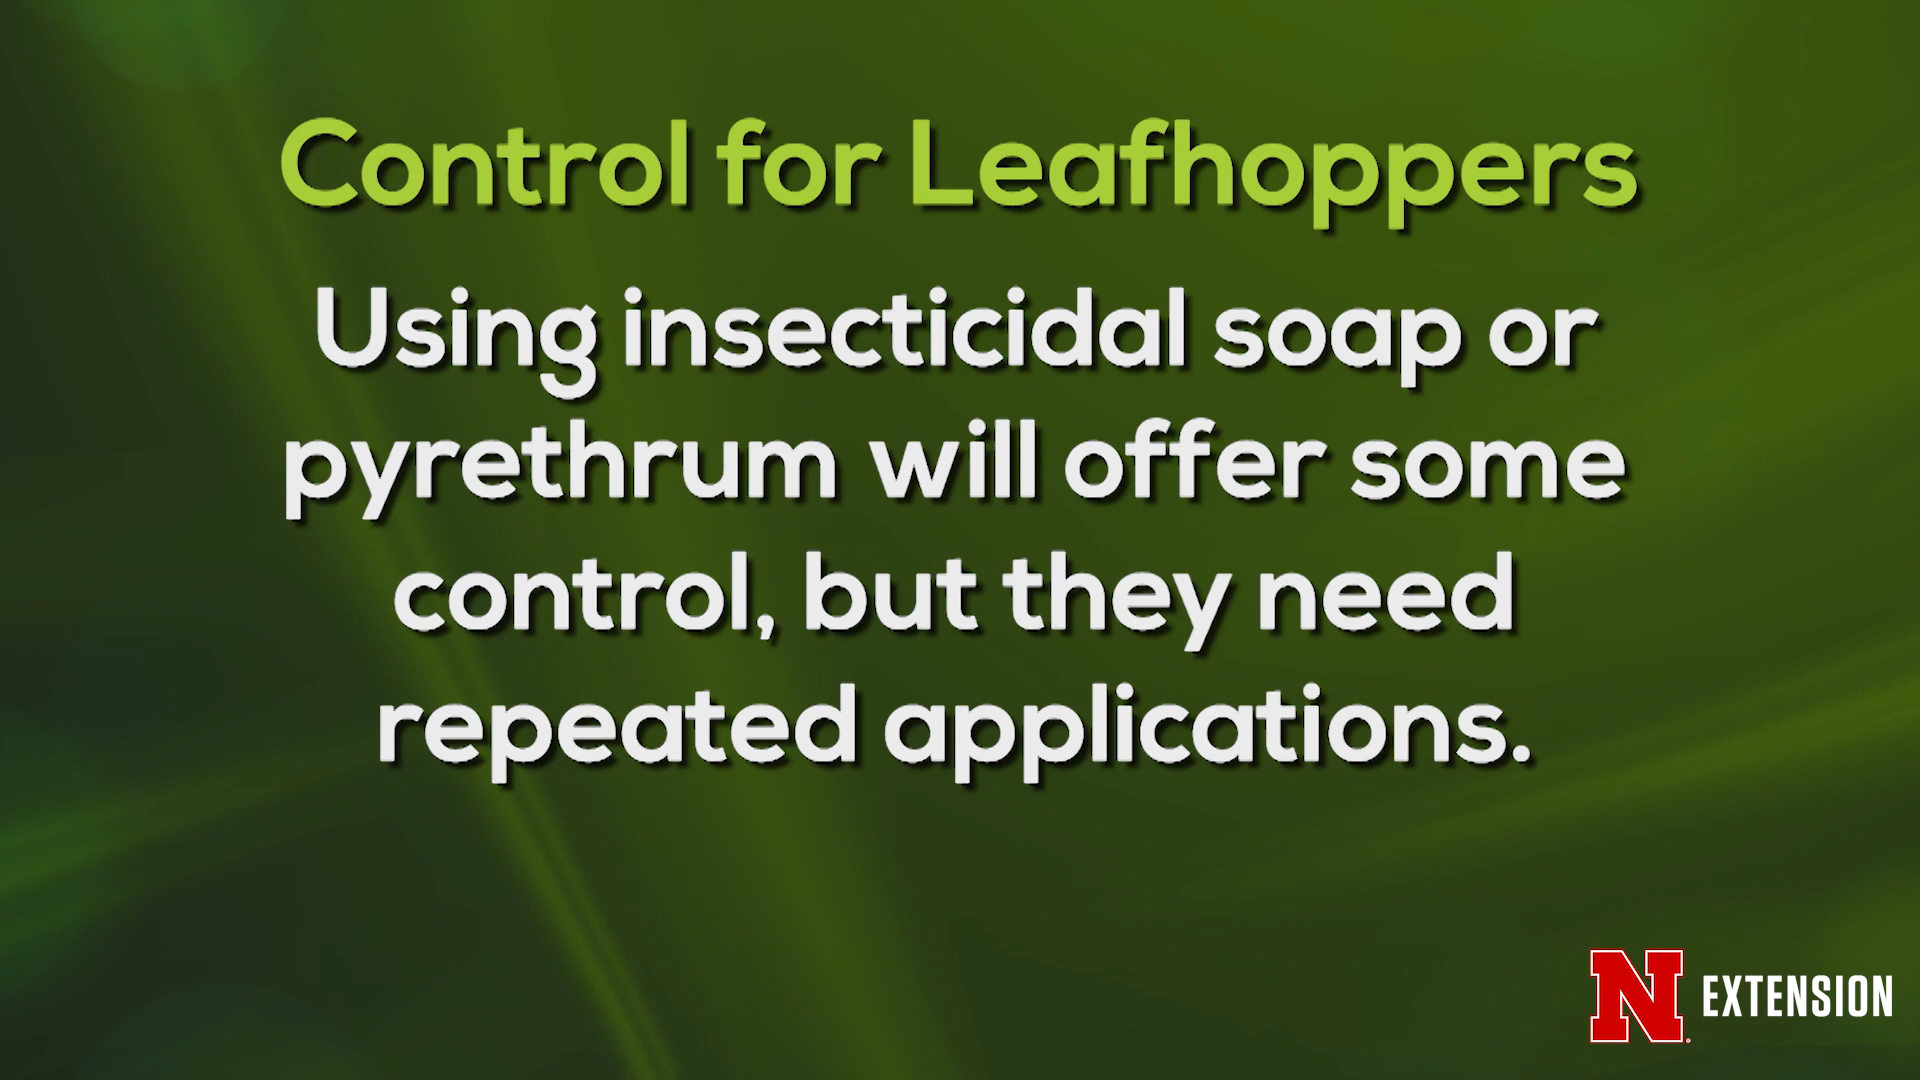 Control for Leafhoppers
Using insecticidal soap or
pyrethrum will offer some
control, but they need
repeated applications.
N EXTENSION